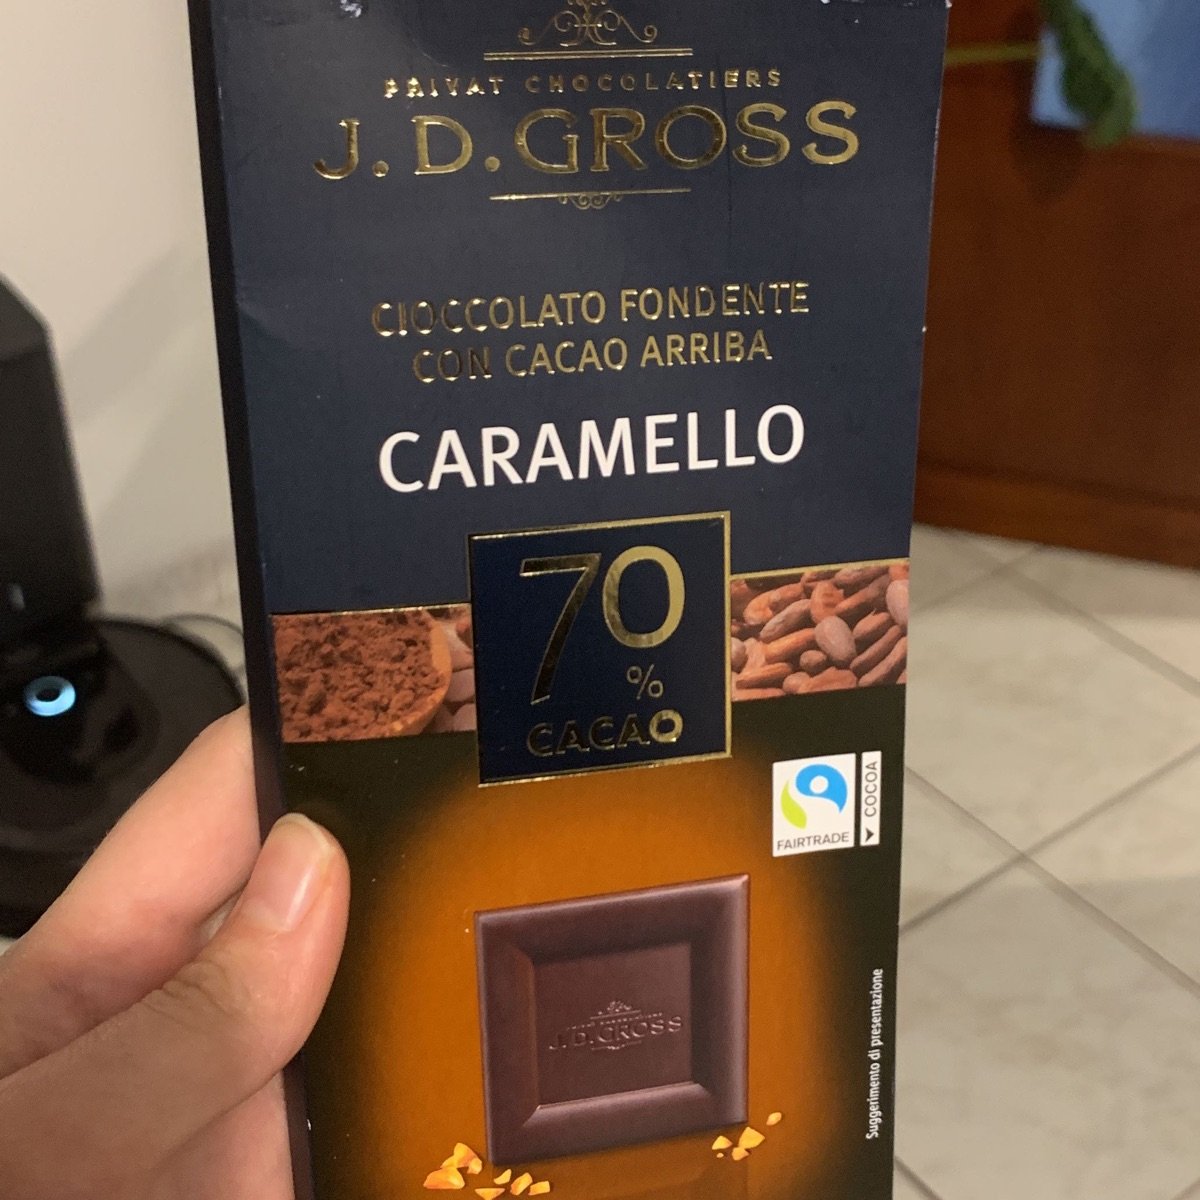 PRIVAT CHOCOLATIERS
J.D.GROSS
CIOCCOLATO FONDENTE
CON CACAO ARRIBA
CARAMELLO
70
%
CACAO
FAIRTRADE
COCOA
J.D.GROSS
Suggerimento di presentazione